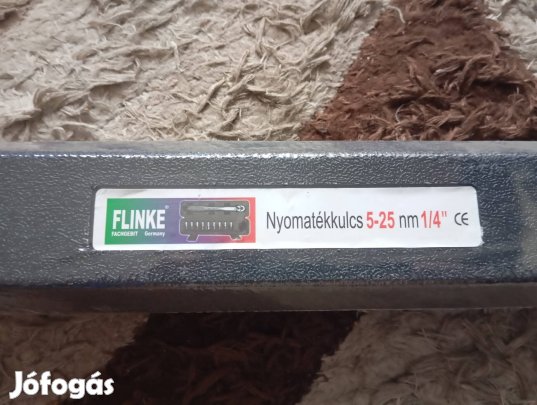 FLINKE®
FACHGEBIT Germany
Nyomatékkulcs 5-25 nm 1/4" CE
Jófogás